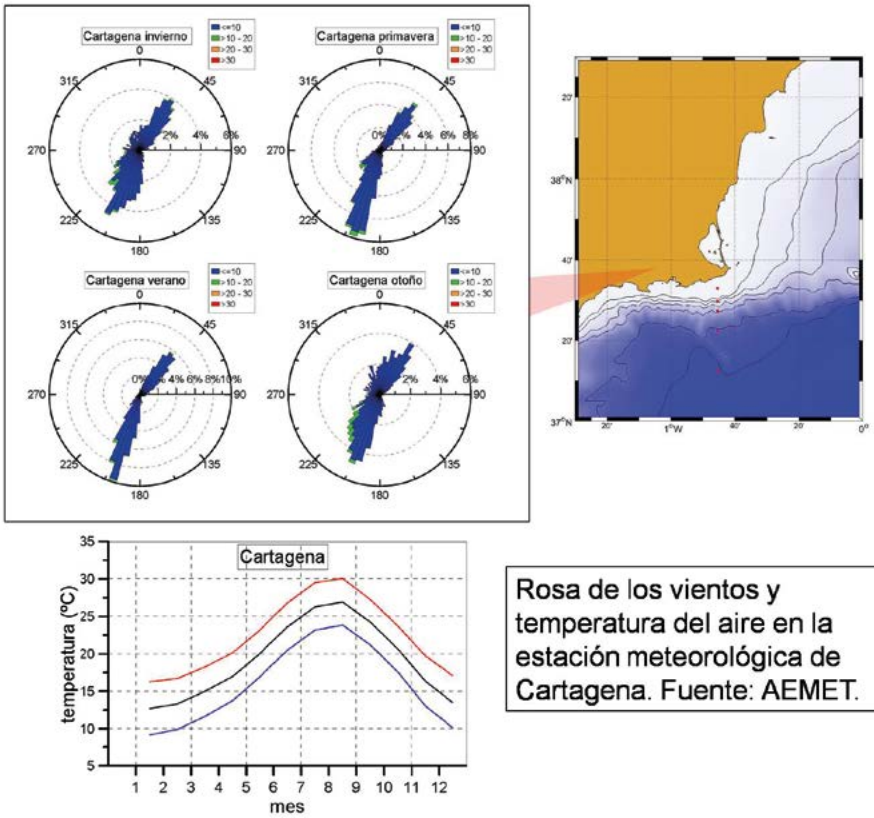 Cartagena invierno
<=10
>10 - 20
>20 - 30
>30
0
45
90
135
180
225
270
315
2% 4% 6%
Cartagena primavera
<=10
>10 - 20
>20 - 30
>30
0
45
90
135
180
225
270
315
0% 2% 4% 6% 8%
Cartagena verano
<=10
>10 - 20
>20 - 30
>30
0
45
90
135
180
225
270
315
0% 4% 6% 8% 10%
Cartagena otoño
<=10
>10 - 20
>20 - 30
>30
0
45
90
135
180
225
270
315
2% 6%
20'
38°N
40'
20'
37°N
1°W
40'
20'
0°
Cartagena
temperatura (ºC)
35
30
25
20
15
10
5
1 2 3 4 5 6 7 8 9 10 11 12
mes
Rosa de los vientos y
temperatura del aire en la
estación meteorológica de
Cartagena. Fuente: AEMET.